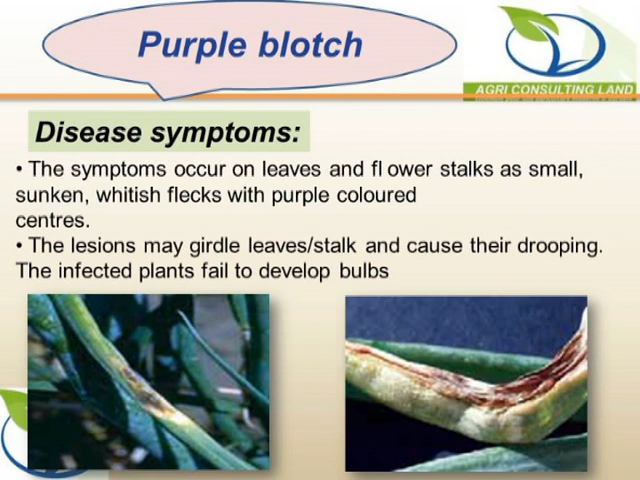 Purple blotch
AGRI CONSULTING LAND
Disease symptoms:
• The symptoms occur on leaves and fl ower stalks as small,
sunken, whitish flecks with purple coloured
centres.
• The lesions may girdle leaves/stalk and cause their drooping.
The infected plants fail to develop bulbs